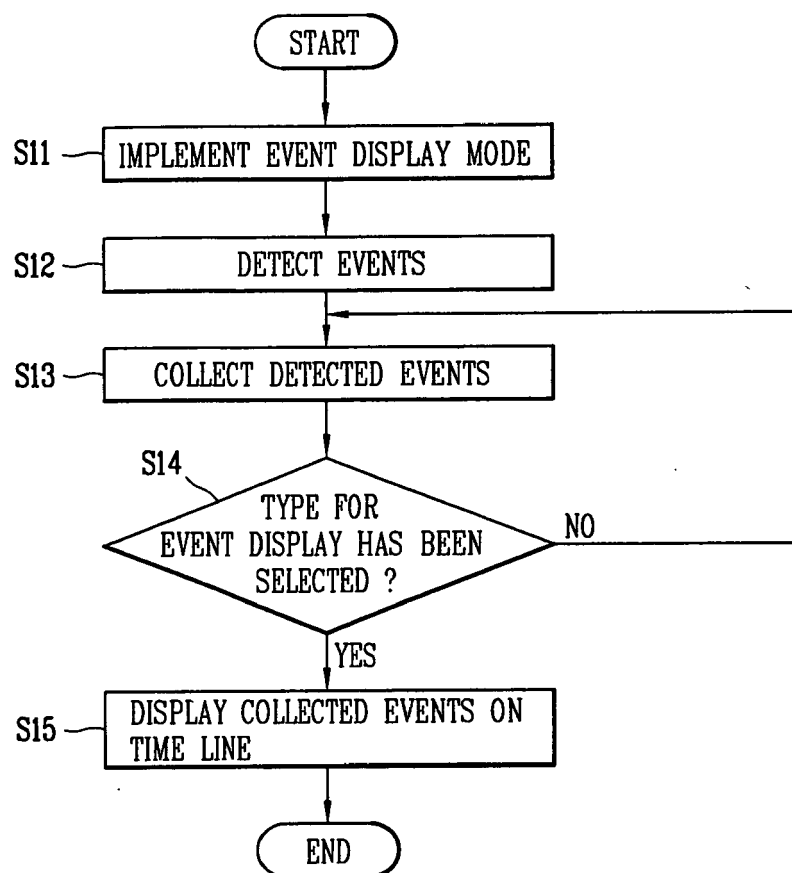 START
S11
IMPLEMENT EVENT DISPLAY MODE
S12
DETECT EVENTS
S13
COLLECT DETECTED EVENTS
S14
TYPE FOR
EVENT DISPLAY HAS BEEN
SELECTED ?
NO
YES
S15
DISPLAY COLLECTED EVENTS ON
TIME LINE
END